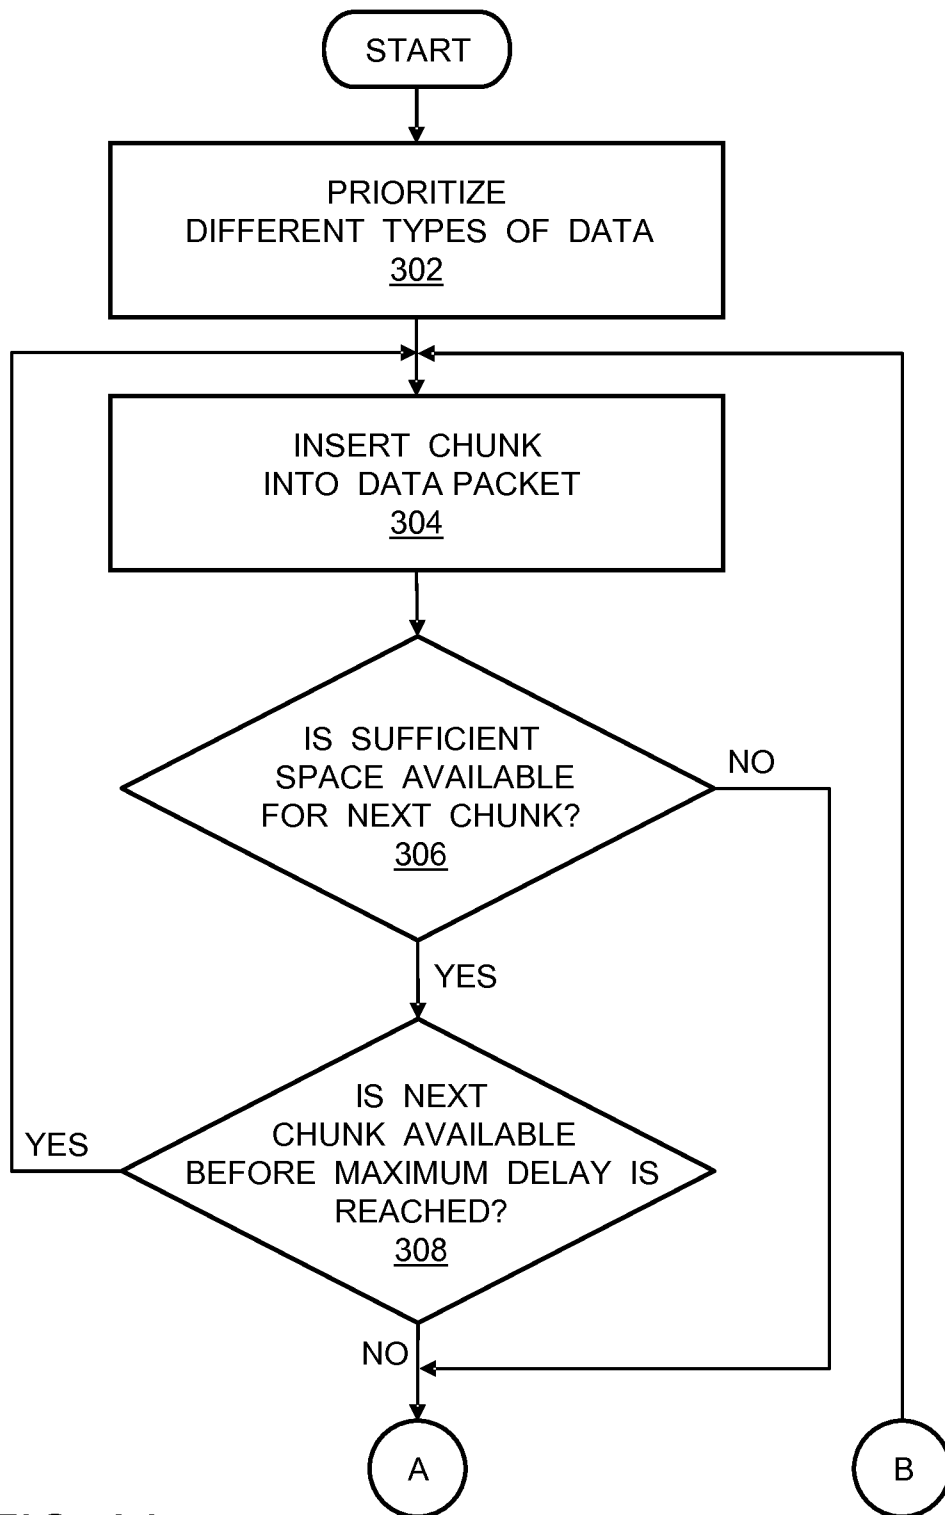 START
PRIORITIZE
DIFFERENT TYPES OF DATA
302
INSERT CHUNK
INTO DATA PACKET
304
IS SUFFICIENT
SPACE AVAILABLE
FOR NEXT CHUNK?
306
NO
YES
IS NEXT
CHUNK AVAILABLE
BEFORE MAXIMUM DELAY IS
REACHED?
308
YES
NO
A
B